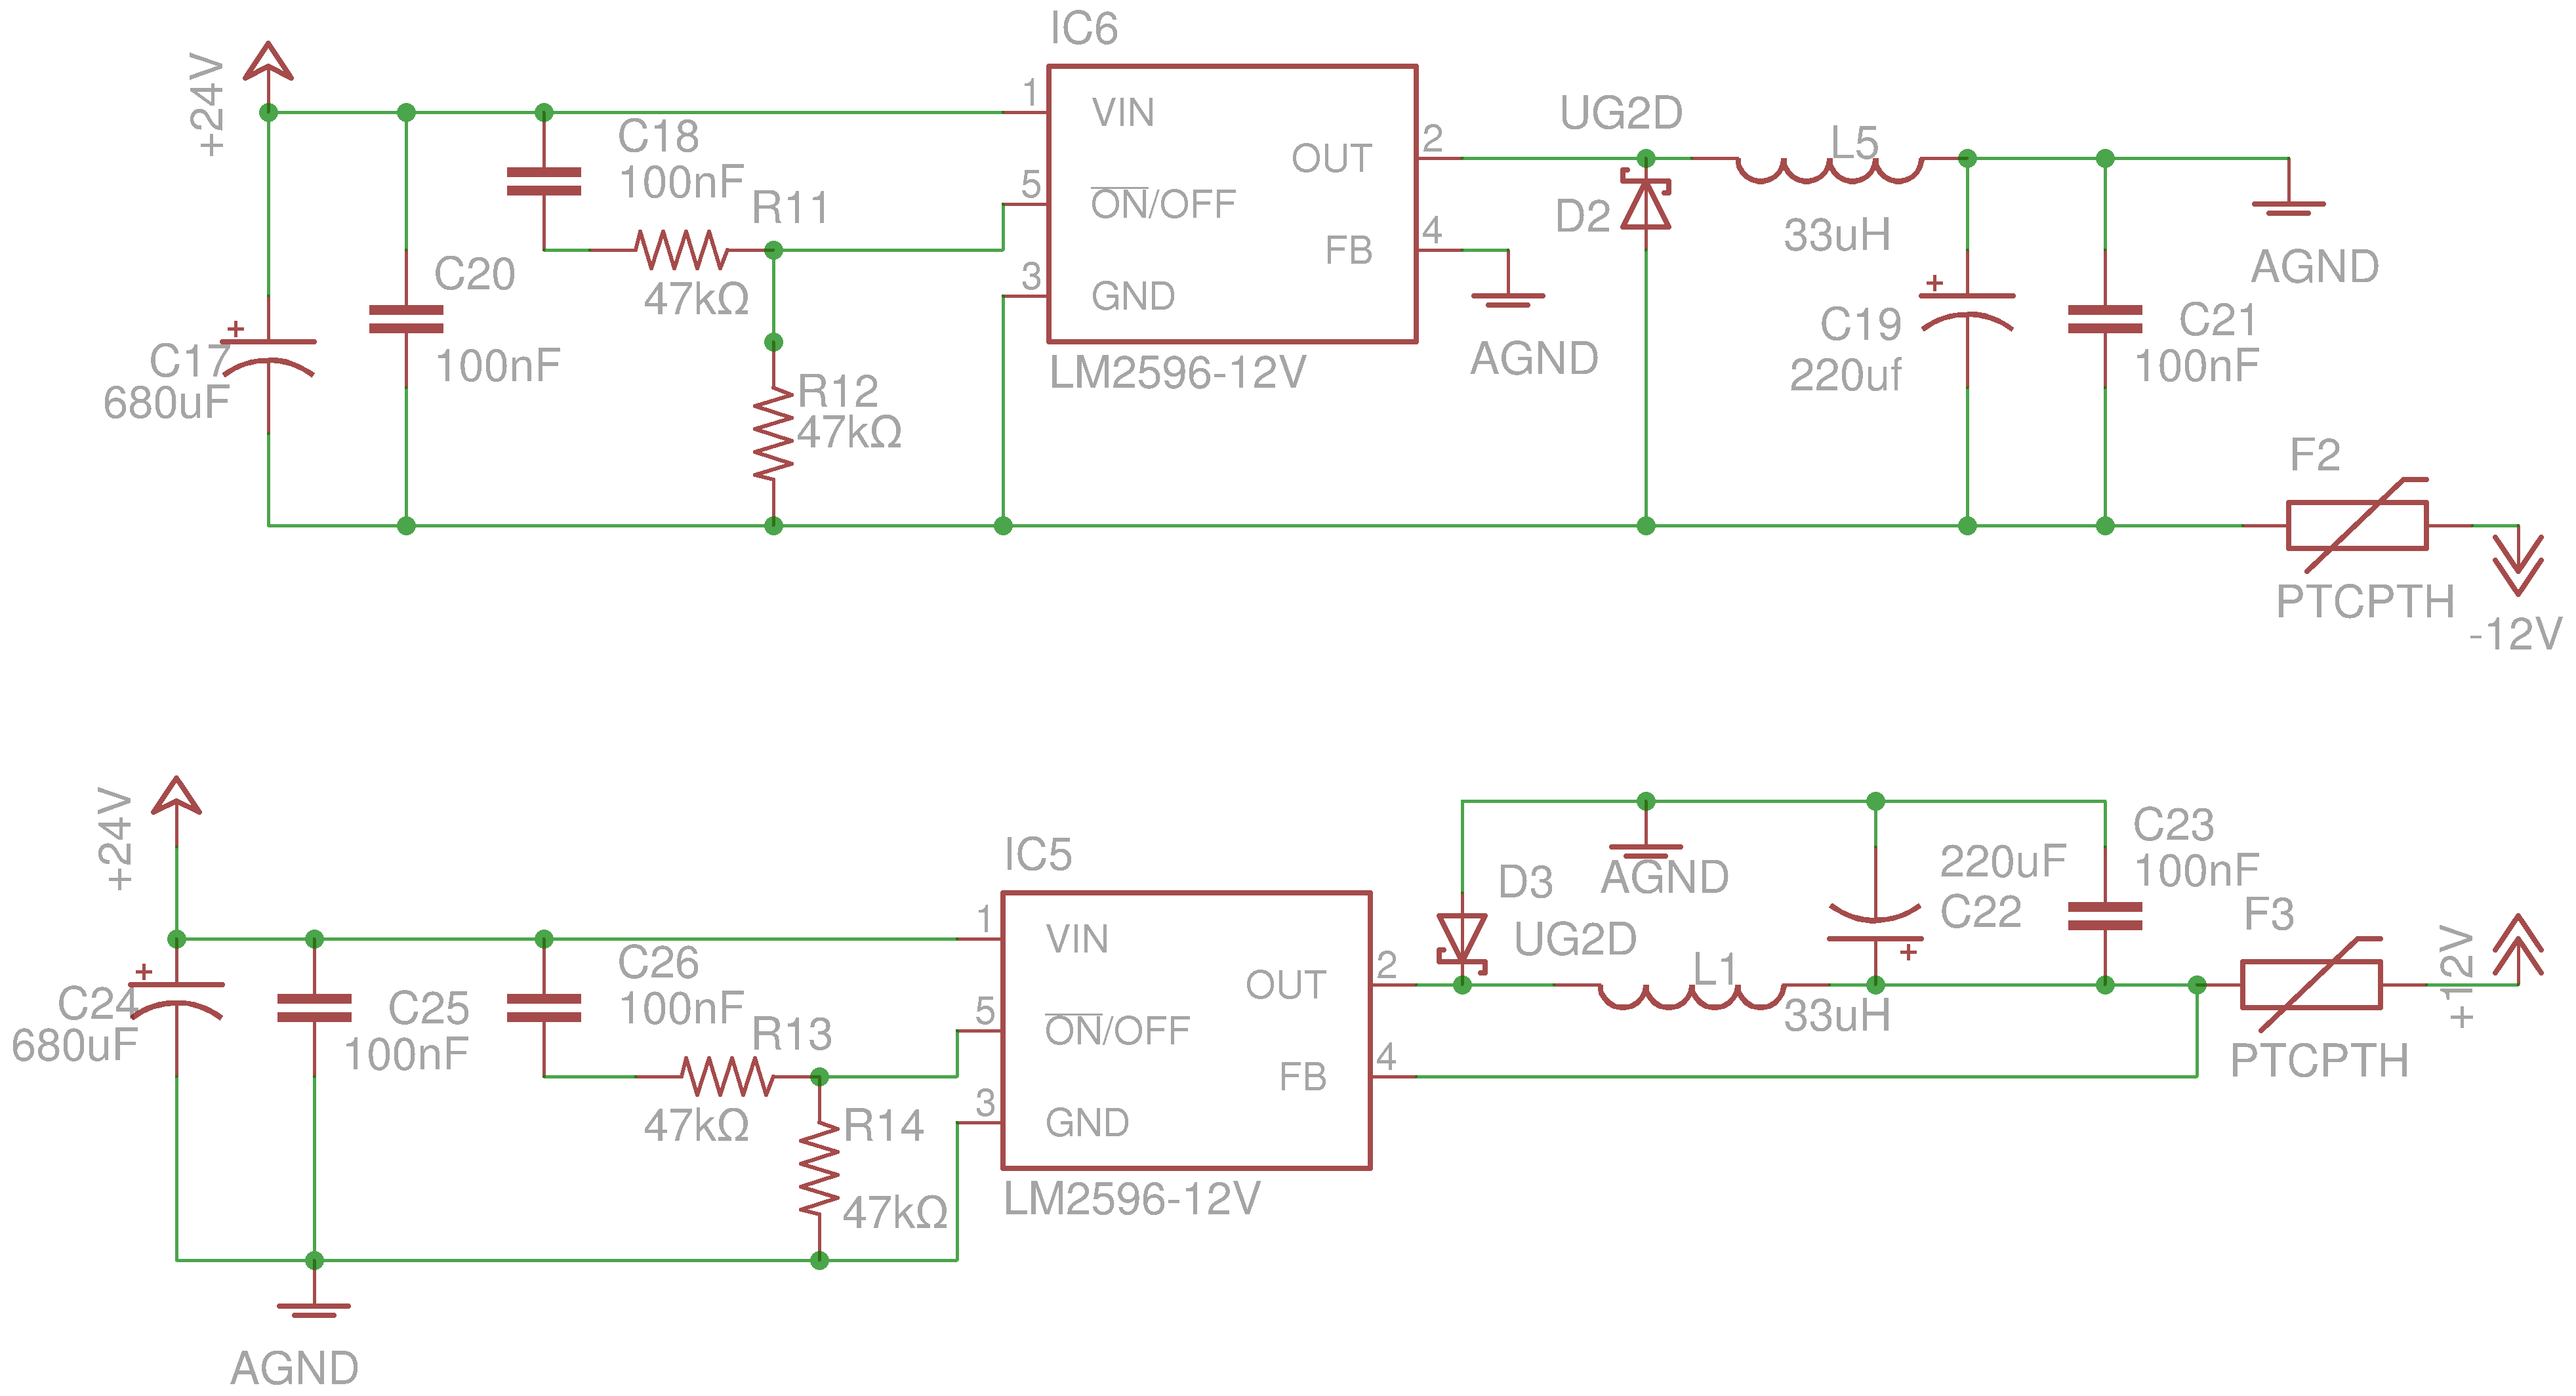 IC6
+24V
1
VIN
C18
100nF
UG2D
2
OUT
L5
5
ON/OFF
R11
D2
33uH
4
FB
AGND
C20
47kΩ
3
GND
+
C19
220uf
C21
100nF
+
C17
680uF
100nF
AGND
LM2596-12V
R12
47kΩ
F2
PTCPTH
-12V
+24V
IC5
D3
AGND
220uF
C22
C23
100nF
1
VIN
UG2D
F3
+
+12V
C26
100nF
2
OUT
L1
33uH
+
C24
680uF
C25
100nF
5
ON/OFF
R13
47kΩ
4
FB
PTCPTH
3
GND
R14
47kΩ
LM2596-12V
AGND